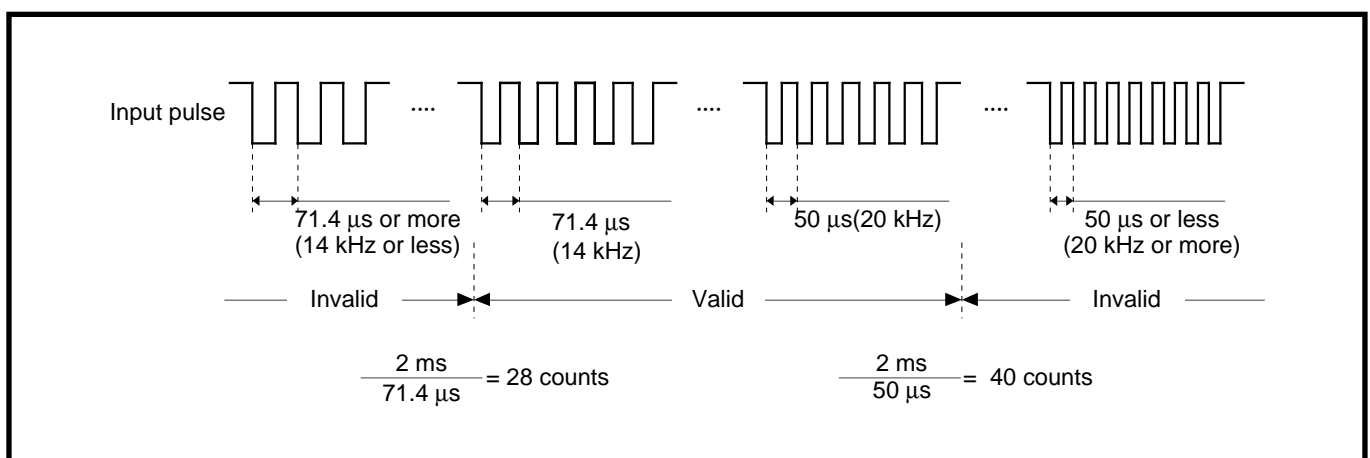 Input pulse
....
....
....
71.4 μs or more
(14 kHz or less)
71.4 μs
(14 kHz)
50 μs(20 kHz)
50 μs or less
(20 kHz or more)
Invalid
Valid
Invalid
2 ms
71.4 μs
= 28 counts
2 ms
50 μs
= 40 counts